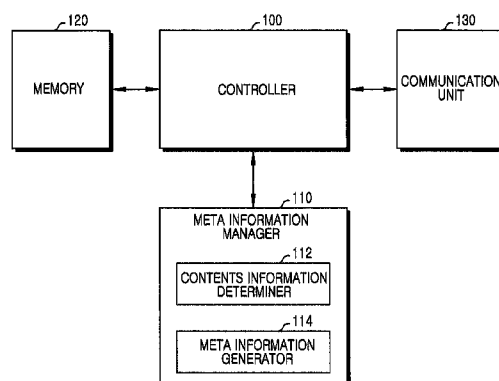 120
100
130
MEMORY
CONTROLLER
COMMUNICATION
UNIT
110
META INFORMATION
MANAGER
112
CONTENTS INFORMATION
DETERMINER
114
META INFORMATION
GENERATOR